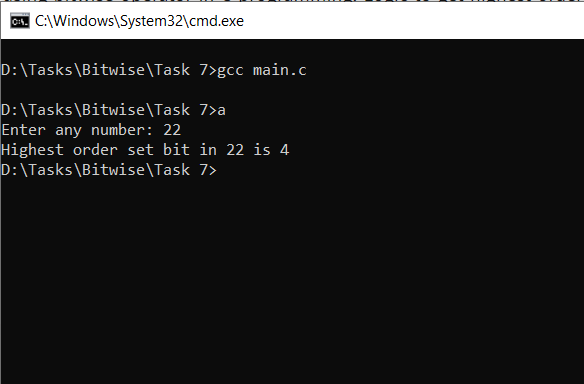 C:\Windows\System32\cmd.exe
D:\Tasks\Bitwise\Task 7>gcc main.c
D:\Tasks\Bitwise\Task 7>a
Enter any number: 22
Highest order set bit in 22 is 4
D:\Tasks\Bitwise\Task 7>